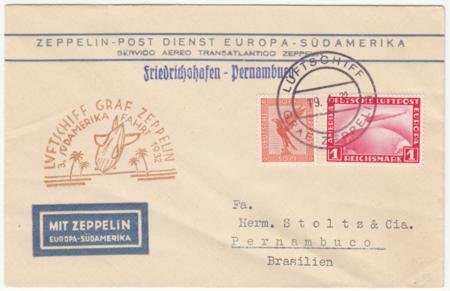 ZEPPELIN-POST DIENST EUROPA-SÜDAMERIKA
SERVICO AEREO TRANSATLANTICO ZEPPELIN
Friedrichshafen - Pernambuco
LUFTSCHIFF
GRAF ZEPPELIN
LUFTSCHIFF GRAF ZEPPELIN
3. SÜDAMERIKA FAHRT 1932
DEUTSCHE LUFTPOST
AMERIKA
EUROPA
1 REICHSMARK 1
MIT ZEPPELIN
EUROPA-SÜDAMERIKA
Fa.
Herm. Stoltz & Cia.
Pernambuco
Brasilien